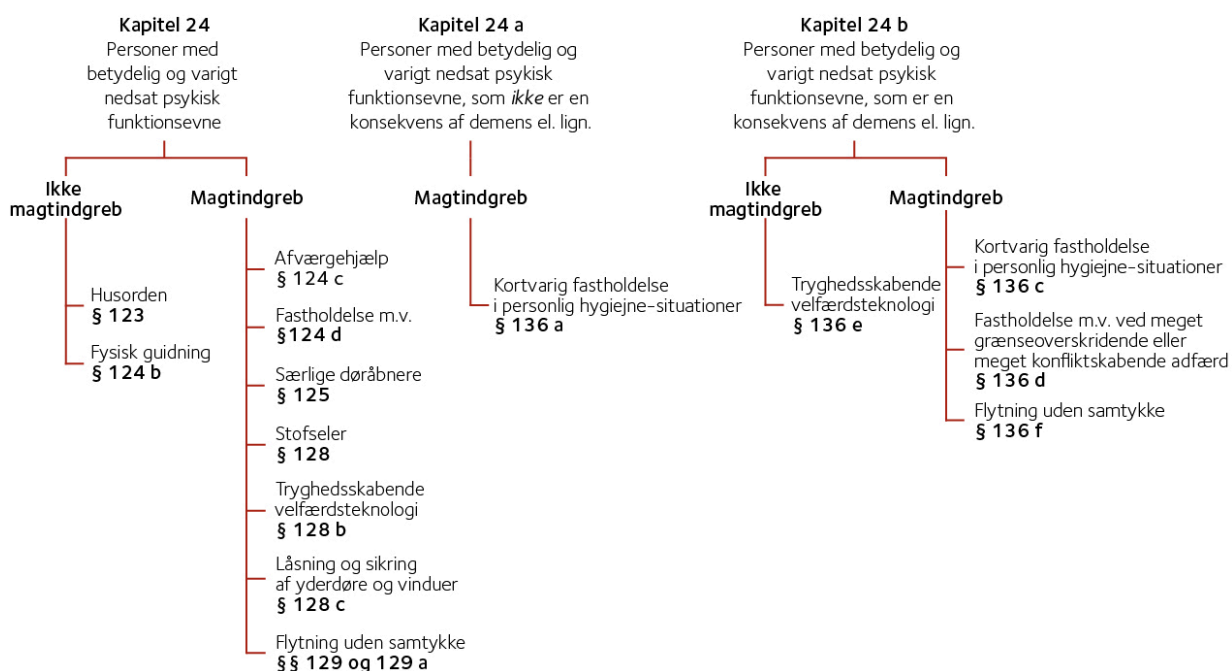 Kapitel 24
Personer med
betydelig og varigt
nedsat psykisk
funktionsevne
Ikke
magtindgreb
Husorden
§ 123
Fysisk guidning
§ 124 b
Magtindgreb
Afværgehjælp
§ 124 c
Fastholdelse m.v.
§124 d
Særlige døråbnere
§ 125
Stofseler
§ 128
Tryghedsskabende
velfærdsteknologi
§ 128 b
Låsning og sikring
af yderdøre og vinduer
§ 128 c
Flytning uden samtykke
§§ 129 og 129 a
Kapitel 24 a
Personer med betydelig og
varigt nedsat psykisk
funktionsevne, som ikke er en
konsekvens af demens el. lign.
Magtindgreb
Kortvarig fastholdelse
i personlig hygiejne-situationer
§ 136 a
Kapitel 24 b
Personer med betydelig og
varigt nedsat psykisk
funktionsevne, som er en
konsekvens af demens el. lign.
Ikke
magtindgreb
Tryghedsskabende
velfærdsteknologi
§ 136 e
Magtindgreb
Kortvarig fastholdelse
i personlig hygiejne-situationer
§ 136 c
Fastholdelse m.v. ved meget
grænseoverskridende eller
meget konfliktskabende adfærd
§ 136 d
Flytning uden samtykke
§ 136 f